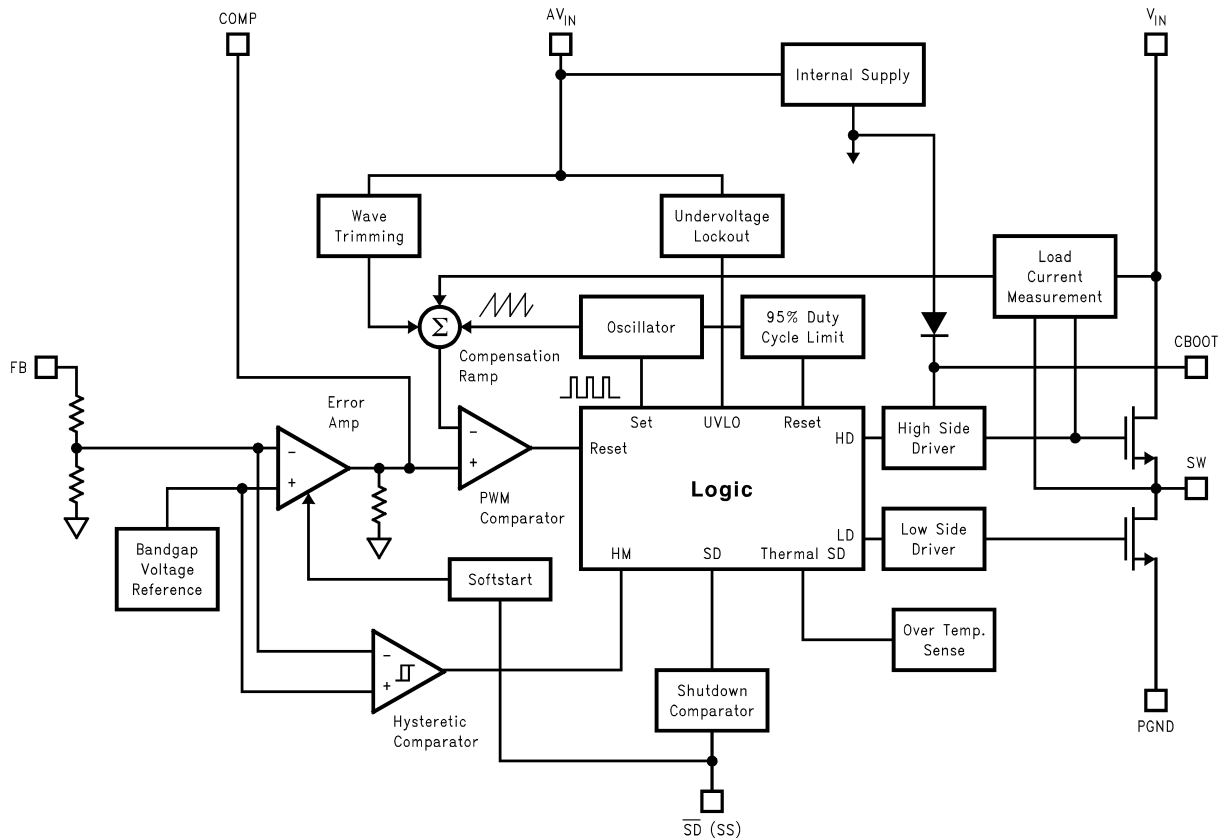 COMP
AVIN
VIN
Internal Supply
Wave
Trimming
Undervoltage
Lockout
Load
Current
Measurement
Σ
Oscillator
95% Duty
Cycle Limit
Compensation
Ramp
CBOOT
FB
Error
Amp
-
+
-
+
PWM
Comparator
Set
UVLO
Reset
Reset
HD
Logic
LD
HM
SD
Thermal SD
High Side
Driver
SW
Low Side
Driver
Bandgap
Voltage
Reference
Softstart
Over Temp.
Sense
-
+
Hysteretic
Comparator
Shutdown
Comparator
PGND
S̅D̅ (SS)